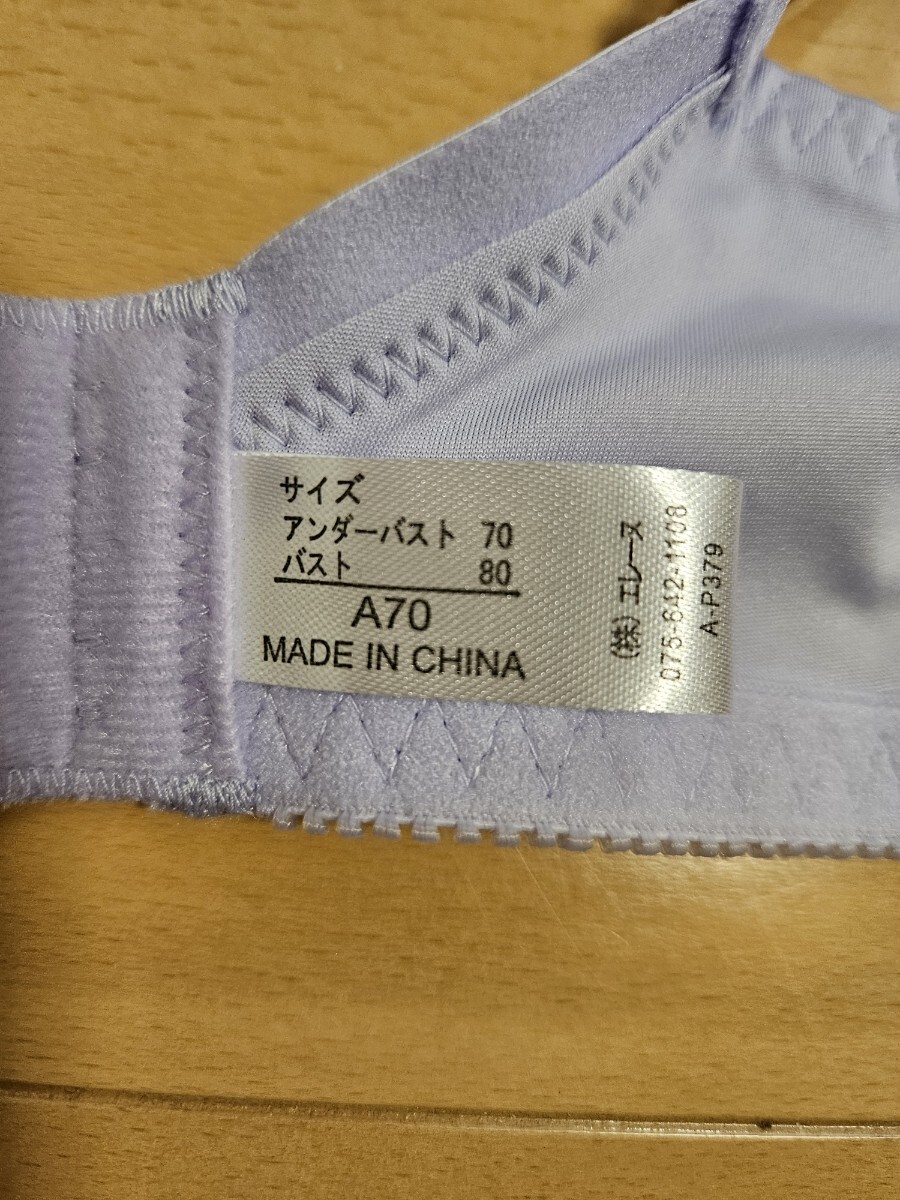 サイズ
アンダーバスト 70
バスト 80
A70
MADE IN CHINA
(株)エレーヌ
075-642-1108
A-P379